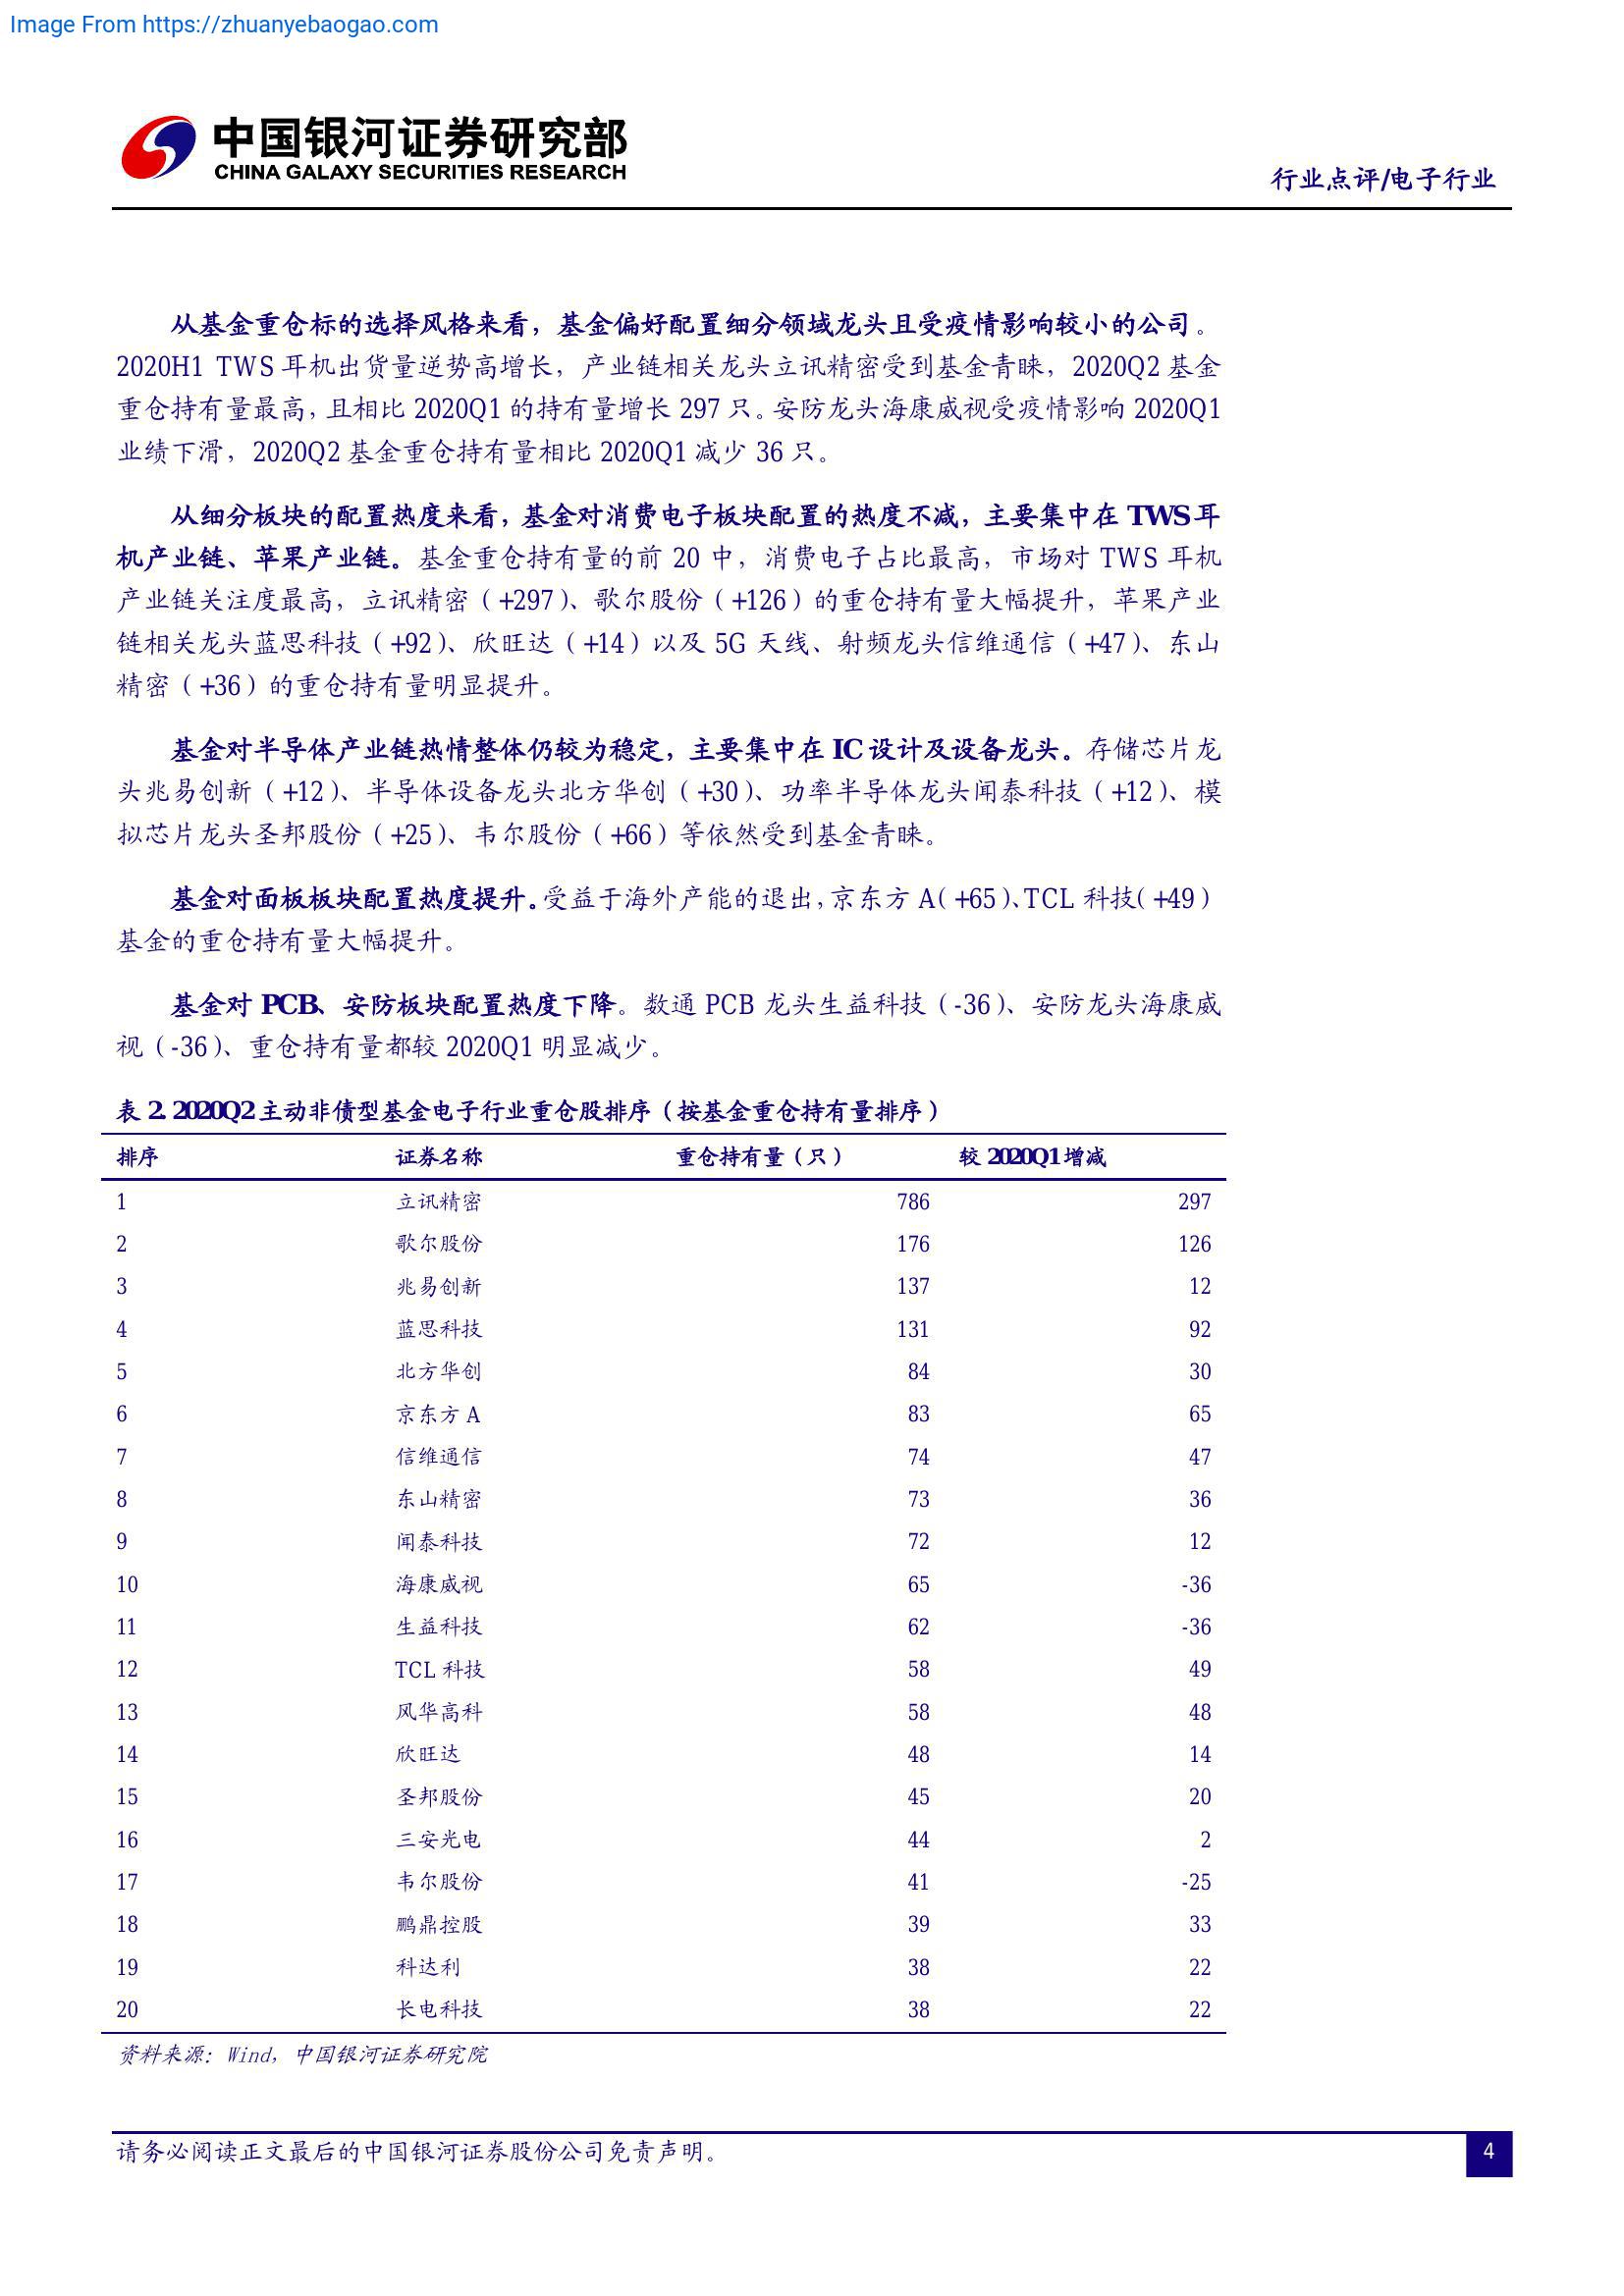 Image From https://zhuanyebaogao.com
中国银河证券研究部
CHINA GALAXY SECURITIES RESEARCH
行业点评/电子行业
从基金重仓标的选择风格来看，基金偏好配置细分领域龙头且受疫情影响较小的公司。
2020H1 TWS 耳机出货量逆势高增长，产业链相关龙头立讯精密受到基金青睐，2020Q2 基金
重仓持有量最高，且相比 2020Q1 的持有量增长 297 只。安防龙头海康威视受疫情影响 2020Q1
业绩下滑，2020Q2 基金重仓持有量相比 2020Q1 减少 36 只。
从细分板块的配置热度来看，基金对消费电子板块配置的热度不减，主要集中在 TWS 耳
机产业链、苹果产业链。基金重仓持有量的前 20 中，消费电子占比最高，市场对 TWS 耳机
产业链关注度最高，立讯精密（+297）、歌尔股份（+126）的重仓持有量大幅提升，苹果产业
链相关龙头蓝思科技（+92）、欣旺达（+14）以及 5G 天线、射频龙头信维通信（+47）、东山
精密（+36）的重仓持有量明显提升。
基金对半导体产业链热情整体仍较为稳定，主要集中在 IC 设计及设备龙头。存储芯片龙
头兆易创新（+12）、半导体设备龙头北方华创（+30）、功率半导体龙头闻泰科技（+12）、模
拟芯片龙头圣邦股份（+25）、韦尔股份（+66）等依然受到基金青睐。
基金对面板板块配置热度提升。受益于海外产能的退出，京东方 A（+65）、TCL 科技（+49）
基金的重仓持有量大幅提升。
基金对 PCB、安防板块配置热度下降。数通 PCB 龙头生益科技（-36）、安防龙头海康威
视（-36）、重仓持有量都较 2020Q1 明显减少。
表 2. 2020Q2 主动非债型基金电子行业重仓股排序（按基金重仓持有量排序）
排序 证券名称 重仓持有量（只） 较 2020Q1 增减
1 立讯精密 786 297
2 歌尔股份 176 126
3 兆易创新 137 12
4 蓝思科技 131 92
5 北方华创 84 30
6 京东方 A 83 65
7 信维通信 74 47
8 东山精密 73 36
9 闻泰科技 72 12
10 海康威视 65 -36
11 生益科技 62 -36
12 TCL 科技 58 49
13 风华高科 58 48
14 欣旺达 48 14
15 圣邦股份 45 20
16 三安光电 44 2
17 韦尔股份 41 -25
18 鹏鼎控股 39 33
19 科达利 38 22
20 长电科技 38 22
资料来源：Wind，中国银河证券研究院
请务必阅读正文最后的中国银河证券股份公司免责声明。
4